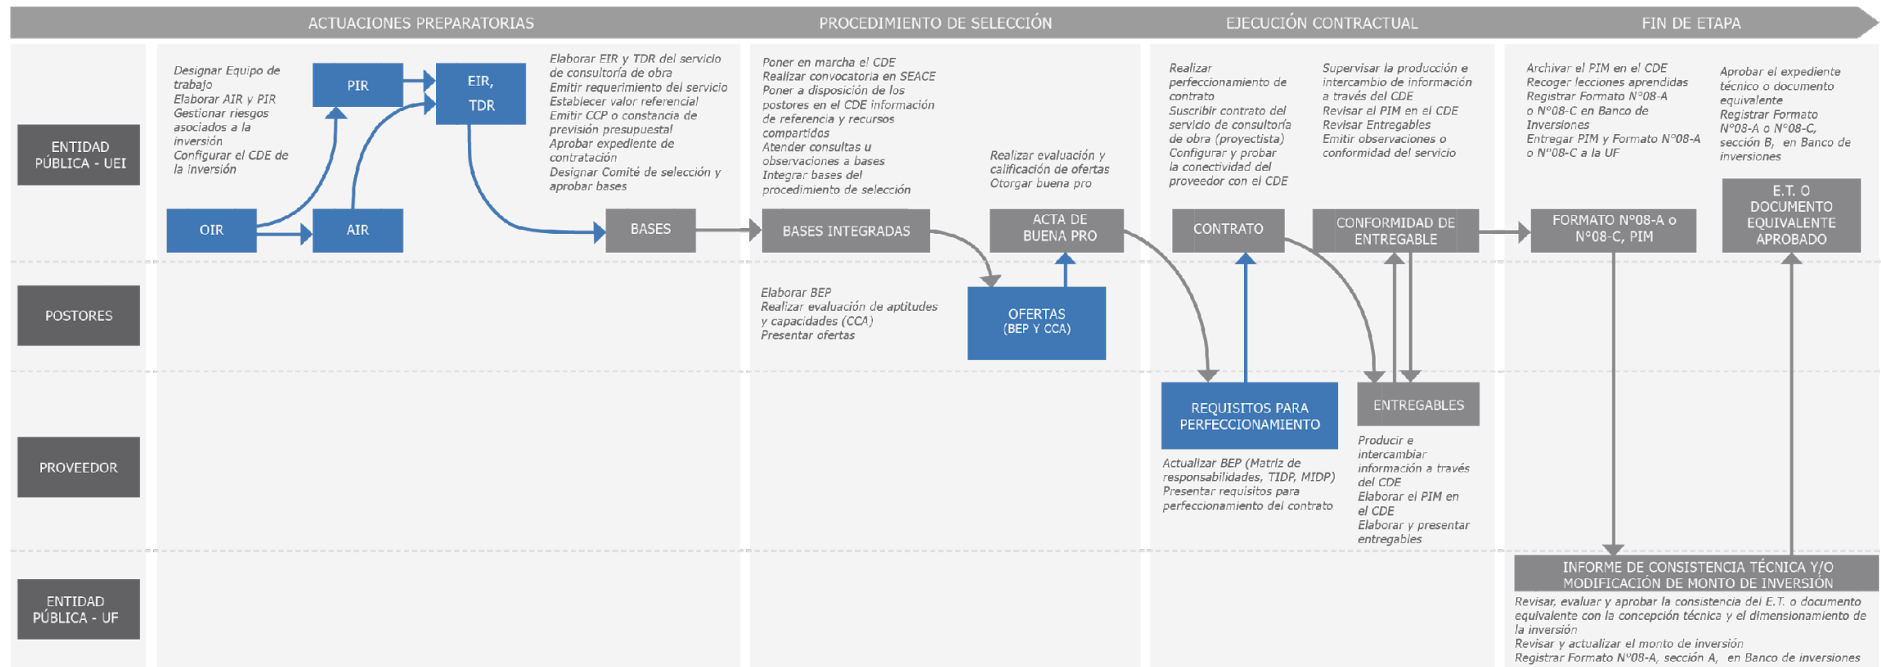 ACTUACIONES PREPARATORIAS
PROCEDIMIENTO DE SELECCIÓN
EJECUCIÓN CONTRACTUAL
FIN DE ETAPA
ENTIDAD
PÚBLICA - UEI
Designar Equipo de
trabajo
Elaborar AIR y PIR
Gestionar riesgos
asociados a la
inversión
Configurar el CDE de
la inversión
PIR
EIR,
TDR
Elaborar EIR y TDR del servicio
de consultoría de obra
Emitir requerimiento del servicio
Establecer valor referencial
Emitir CCP o constancia de
previsión presupuestal
Aprobar expediente de
contratación
Designar Comité de selección y
aprobar bases
OIR
AIR
BASES
Poner en marcha el CDE
Realizar convocatoria en SEACE
Poner a disposición de los
postores en el CDE información
de referencia y recursos
compartidos
Atender consultas u
observaciones a bases
Integrar bases del
procedimiento de selección
Realizar evaluación y
calificación de ofertas
Otorgar buena pro
BASES INTEGRADAS
ACTA DE
BUENA PRO
Realizar
perfeccionamiento de
contrato
Suscribir contrato del
servicio de consultoría
de obra (proyectista)
Configurar y probar
la conectividad del
proveedor con el CDE
Supervisar la producción e
intercambio de información
a través del CDE
Revisar el PIM en el CDE
Revisar Entregables
Emitir observaciones o
conformidad del servicio
CONTRATO
CONFORMIDAD DE
ENTREGABLE
Archivar el PIM en el CDE
Recoger lecciones aprendidas
Registrar Formato N°08-A
o N°08-C en Banco de
Inversiones
Entregar PIM y Formato N°08-A
o N°08-C a la UF
Aprobar el expediente
técnico o documento
equivalente
Registrar Formato
N°08-A o N°08-C,
sección B, en Banco de
inversiones
FORMATO N°08-A o
N°08-C, PIM
E.T. O
DOCUMENTO
EQUIVALENTE
APROBADO
POSTORES
Elaborar BEP
Realizar evaluación de aptitudes
y capacidades (CCA)
Presentar ofertas
OFERTAS
(BEP Y CCA)
PROVEEDOR
REQUISITOS PARA
PERFECCIONAMIENTO
Actualizar BEP (Matriz de
responsabilidades, TIDP, MIDP)
Presentar requisitos para
perfeccionamiento del contrato
ENTREGABLES
Producir e
intercambiar
información a través
del CDE
Elaborar el PIM en
el CDE
Elaborar y presentar
entregables
ENTIDAD
PÚBLICA - UF
INFORME DE CONSISTENCIA TÉCNICA Y/O
MODIFICACIÓN DE MONTO DE INVERSIÓN
Revisar, evaluar y aprobar la consistencia del E.T. o documento
equivalente con la concepción técnica y el dimensionamiento de
la inversión
Revisar y actualizar el monto de inversión
Registrar Formato N°08-A, sección A, en Banco de inversiones